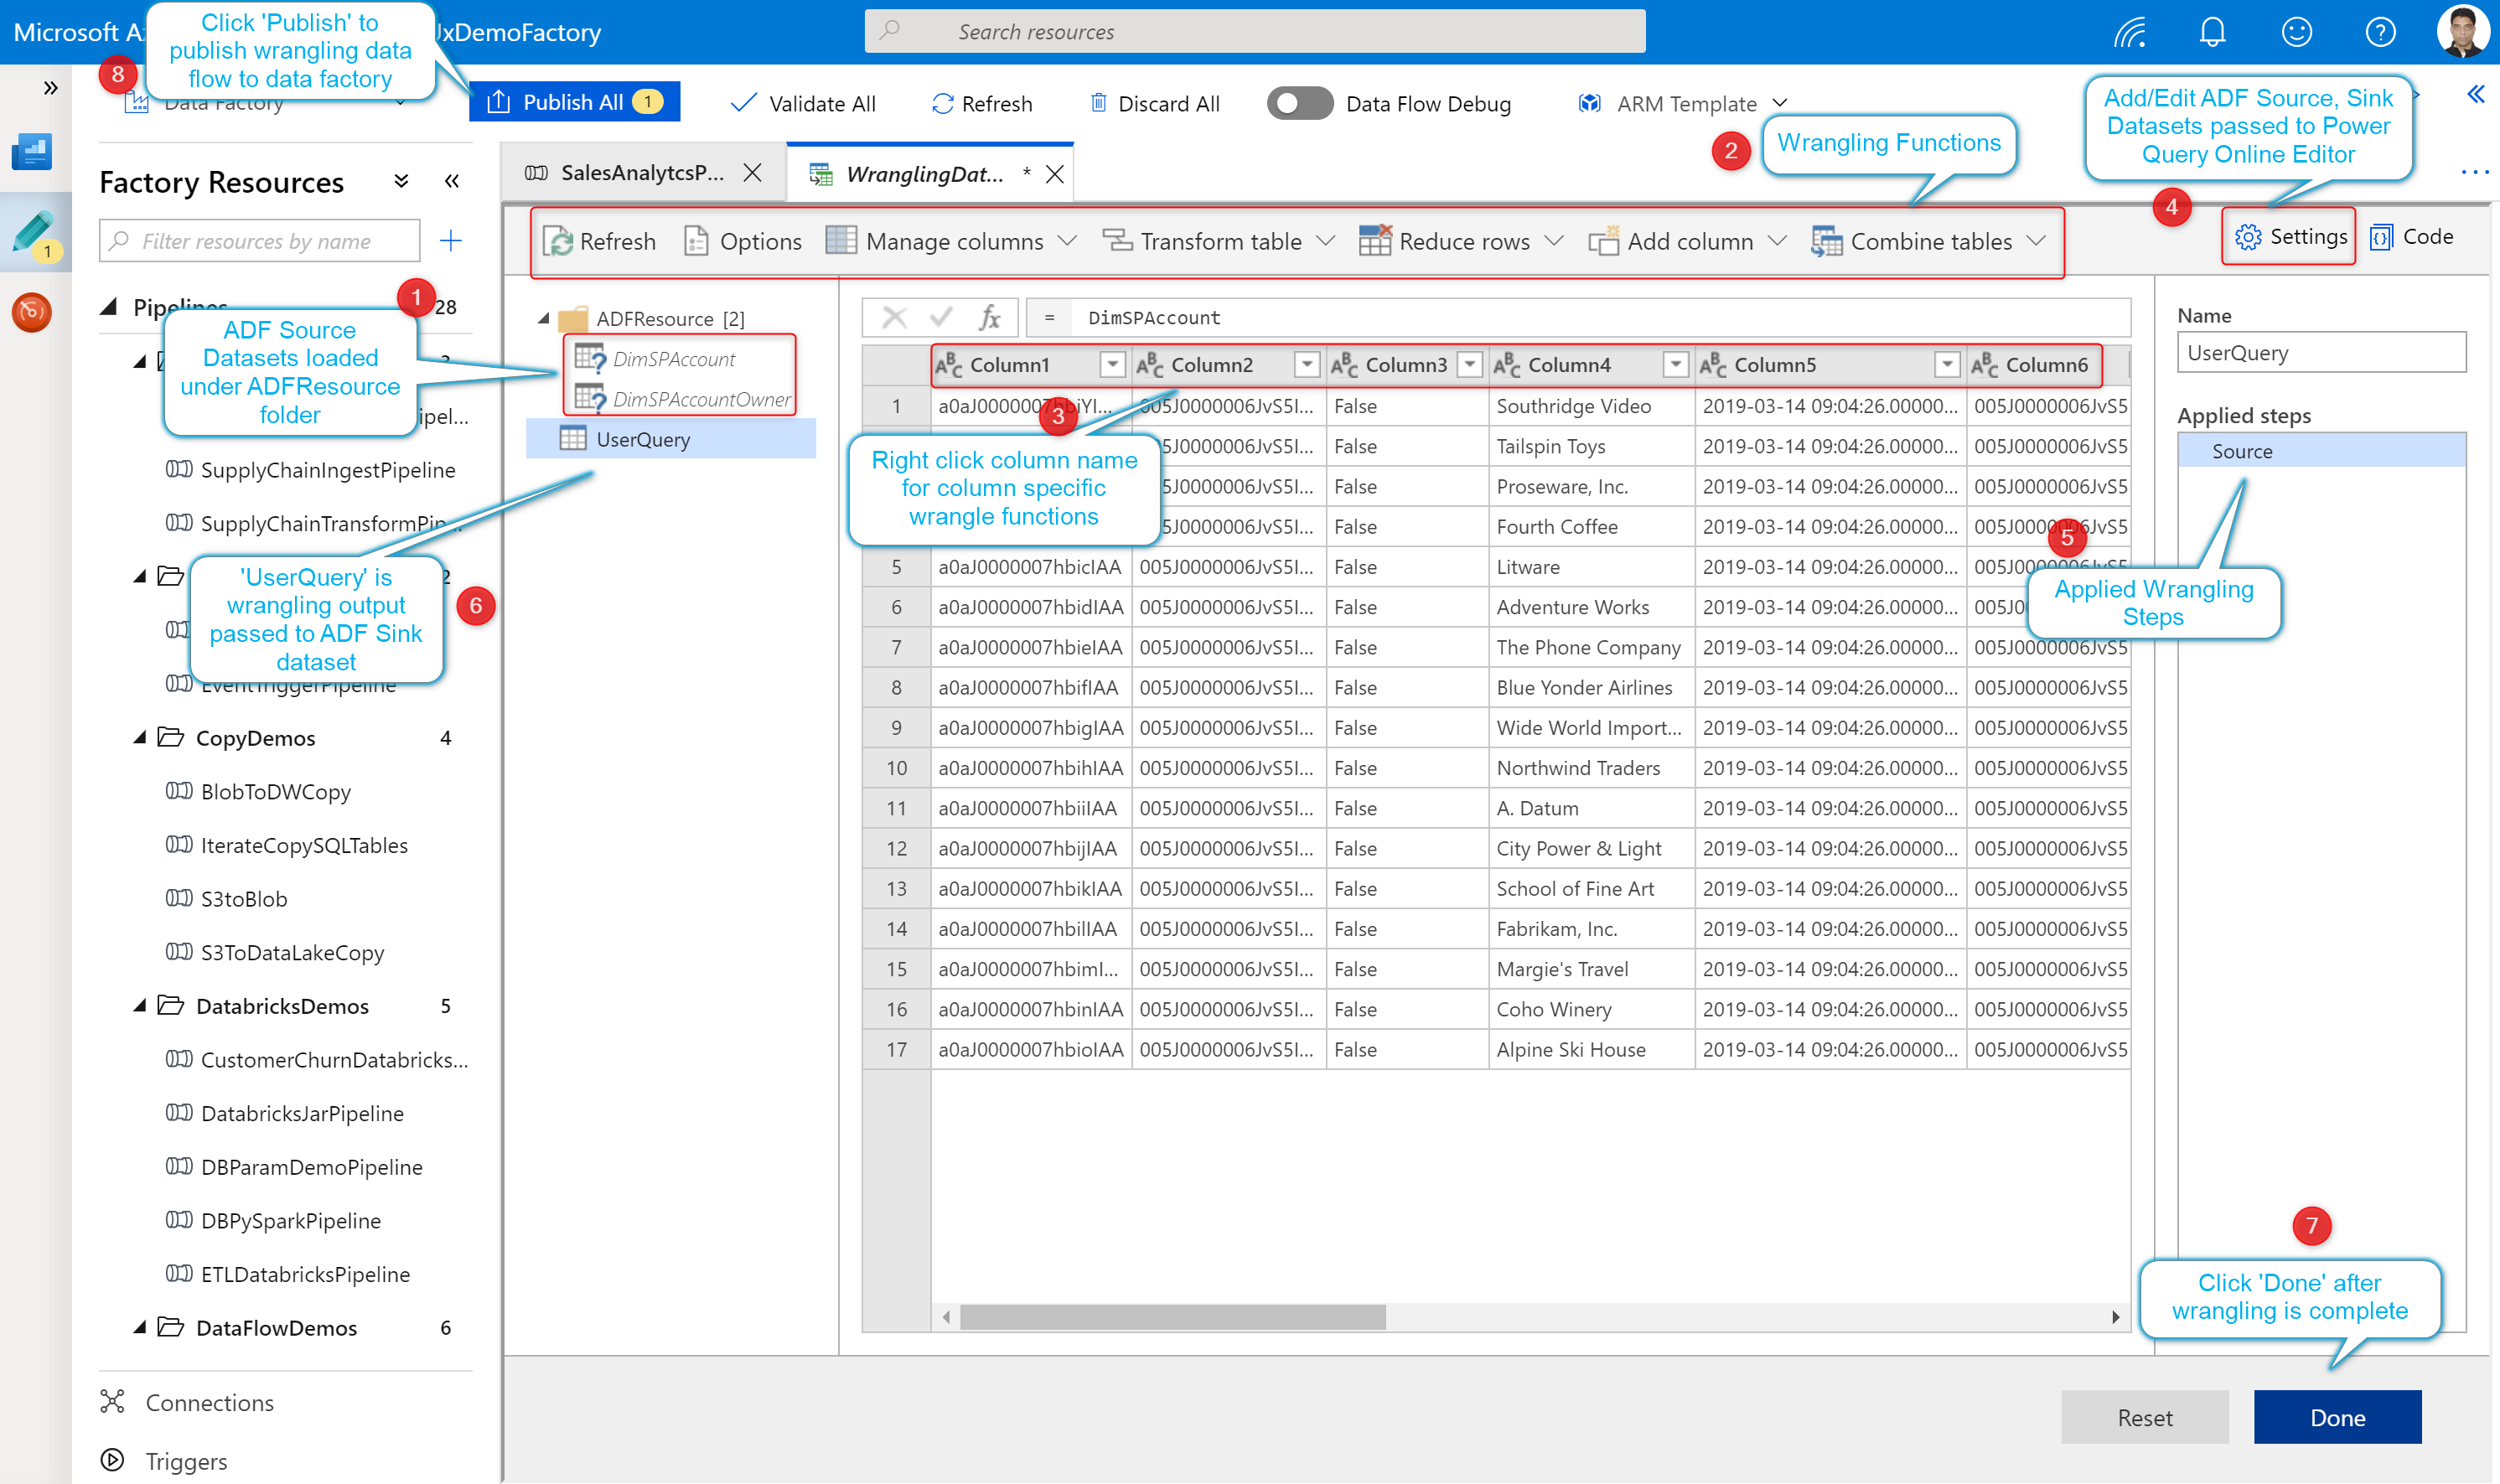 Microsoft Az
UxDemoFactory
Search resources
Click 'Publish' to
publish wrangling data
flow to data factory
8
Data Factory
Publish All 1
Validate All
Refresh
Discard All
Data Flow Debug
ARM Template
Add/Edit ADF Source, Sink
Datasets passed to Power
Query Online Editor
2
Wrangling Functions
4
1
Factory Resources
Filter resources by name
SalesAnalytcsP...
WranglingDat... *
Refresh
Options
Manage columns
Transform table
Reduce rows
Add column
Combine tables
Settings
Code
Pipelines
28
1
ADF Source
Datasets loaded
under ADFResource
folder
ipel...
SupplyChainIngestPipeline
SupplyChainTransformPip...
2
'UserQuery' is
wrangling output
passed to ADF Sink
dataset
6
EventTriggerPipeline
CopyDemos 4
BlobToDWCopy
IterateCopySQLTables
S3toBlob
S3ToDataLakeCopy
DatabricksDemos 5
CustomerChurnDatabricks...
DatabricksJarPipeline
DBParamDemoPipeline
DBPySparkPipeline
ETLDatabricksPipeline
DataFlowDemos 6
Connections
Triggers
ADFResource [2]
DimSPAccount
DimSPAccountOwner
UserQuery
fx
= DimSPAccount
ABC Column1 ABC Column2 ABC Column3 ABC Column4 ABC Column5 ABC Column6
1 a0aJ0000007hbiYI... 005J0000006JvS5I... False Southridge Video 2019-03-14 09:04:26.00000... 005J0000006JvS5
3
Right click column name
for column specific
wrangle functions
5J0000006JvS5I... False Tailspin Toys 2019-03-14 09:04:26.00000... 005J0000006JvS5
5J0000006JvS5I... False Proseware, Inc. 2019-03-14 09:04:26.00000... 005J0000006JvS5
5J0000006JvS5I... False Fourth Coffee 2019-03-14 09:04:26.00000... 005J0000006JvS5
5 a0aJ0000007hbicIAA 005J0000006JvS5I... False Litware 2019-03-14 09:04:26.00000...
6 a0aJ0000007hbidIAA 005J0000006JvS5I... False Adventure Works 2019-03-14 09:04:26.00000...
7 a0aJ0000007hbieIAA 005J0000006JvS5I... False The Phone Company 2019-03-14 09:04:26.00000... 005J0000006JvS5
8 a0aJ0000007hbifIAA 005J0000006JvS5I... False Blue Yonder Airlines 2019-03-14 09:04:26.00000... 005J0000006JvS5
9 a0aJ0000007hbigIAA 005J0000006JvS5I... False Wide World Import... 2019-03-14 09:04:26.00000... 005J0000006JvS5
10 a0aJ0000007hbihIAA 005J0000006JvS5I... False Northwind Traders 2019-03-14 09:04:26.00000... 005J0000006JvS5
11 a0aJ0000007hbiiIAA 005J0000006JvS5I... False A. Datum 2019-03-14 09:04:26.00000... 005J0000006JvS5
12 a0aJ0000007hbijIAA 005J0000006JvS5I... False City Power & Light 2019-03-14 09:04:26.00000... 005J0000006JvS5
13 a0aJ0000007hbikIAA 005J0000006JvS5I... False School of Fine Art 2019-03-14 09:04:26.00000... 005J0000006JvS5
14 a0aJ0000007hbilIAA 005J0000006JvS5I... False Fabrikam, Inc. 2019-03-14 09:04:26.00000... 005J0000006JvS5
15 a0aJ0000007hbimI... 005J0000006JvS5I... False Margie's Travel 2019-03-14 09:04:26.00000... 005J0000006JvS5
16 a0aJ0000007hbinIAA 005J0000006JvS5I... False Coho Winery 2019-03-14 09:04:26.00000... 005J0000006JvS5
17 a0aJ0000007hbioIAA 005J0000006JvS5I... False Alpine Ski House 2019-03-14 09:04:26.00000... 005J0000006JvS5
Name
UserQuery
Applied steps
Source
5
Applied Wrangling
Steps
7
Click 'Done' after
wrangling is complete
Reset
Done